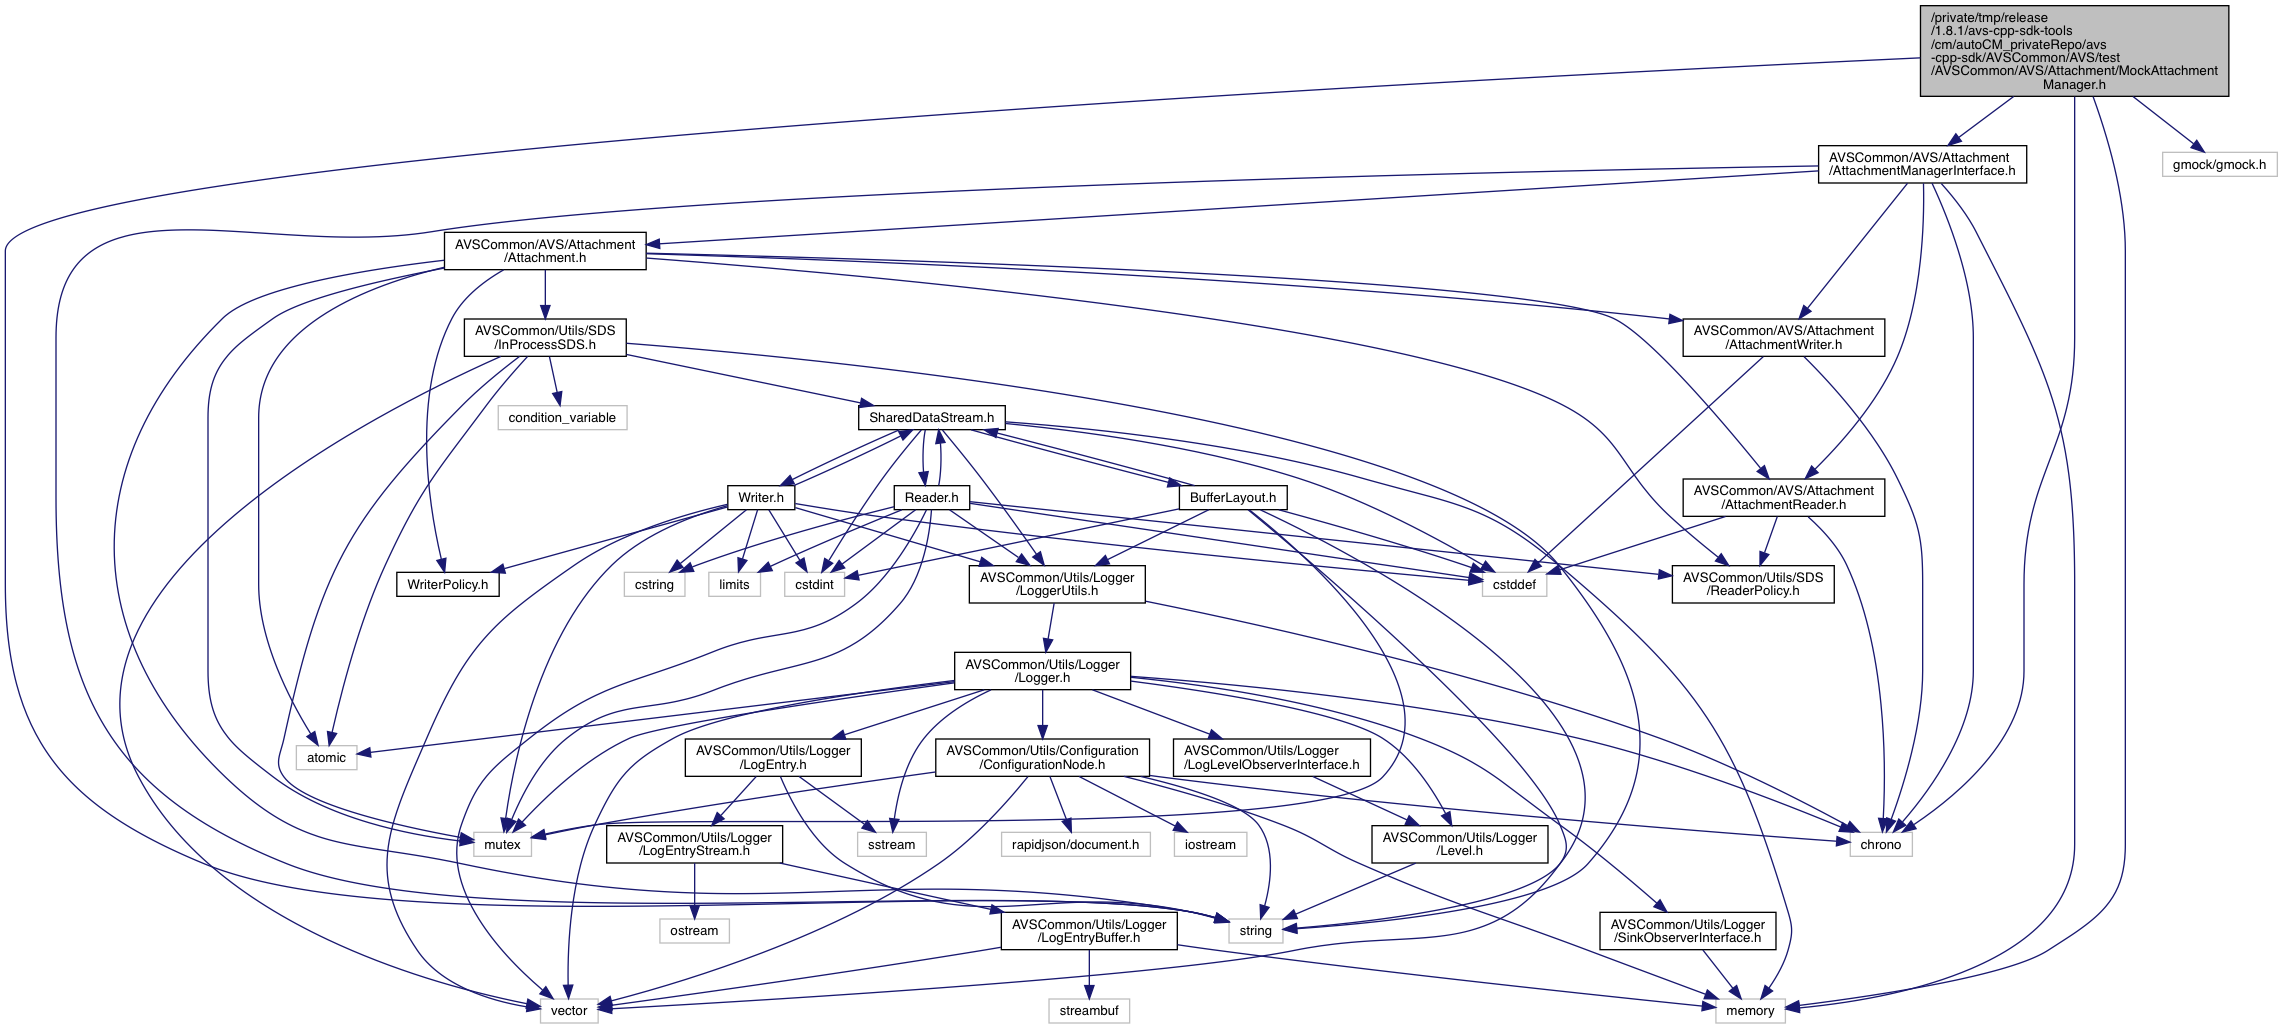 /private/tmp/release
/1.8.1/avs-cpp-sdk-tools
/cm/autoCM_privateRepo/avs
-cpp-sdk/AVSCommon/AVS/test
/AVSCommon/AVS/Attachment/MockAttachment
Manager.h
AVSCommon/AVS/Attachment
/AttachmentManagerInterface.h
gmock/gmock.h
AVSCommon/AVS/Attachment
/Attachment.h
AVSCommon/Utils/SDS
/InProcessSDS.h
AVSCommon/AVS/Attachment
/AttachmentWriter.h
condition_variable
SharedDataStream.h
Writer.h
Reader.h
BufferLayout.h
AVSCommon/AVS/Attachment
/AttachmentReader.h
WriterPolicy.h
cstring
limits
cstdint
AVSCommon/Utils/Logger
/LoggerUtils.h
cstddef
AVSCommon/Utils/SDS
/ReaderPolicy.h
AVSCommon/Utils/Logger
/Logger.h
atomic
AVSCommon/Utils/Logger
/LogEntry.h
AVSCommon/Utils/Configuration
/ConfigurationNode.h
AVSCommon/Utils/Logger
/LogLevelObserverInterface.h
mutex
AVSCommon/Utils/Logger
/LogEntryStream.h
sstream
rapidjson/document.h
iostream
AVSCommon/Utils/Logger
/Level.h
chrono
ostream
AVSCommon/Utils/Logger
/LogEntryBuffer.h
string
AVSCommon/Utils/Logger
/SinkObserverInterface.h
vector
streambuf
memory